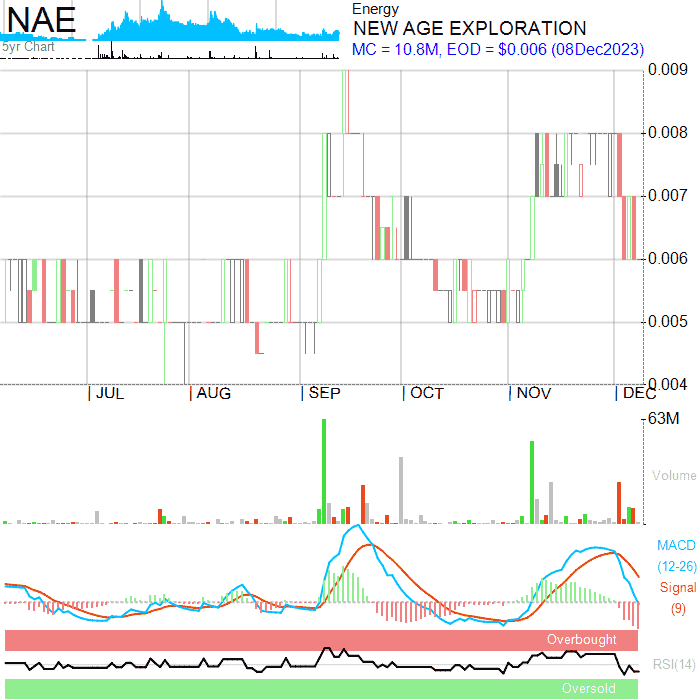 NAE
5yr Chart
Energy
NEW AGE EXPLORATION
MC = 10.8M, EOD = $0.006 (08Dec2023)
0.009
0.008
0.007
0.006
0.005
0.004
JUL AUG SEP OCT NOV DEC
63M
Volume
MACD
(12-26)
Signal
(9)
Overbought
RSI(14)
Oversold